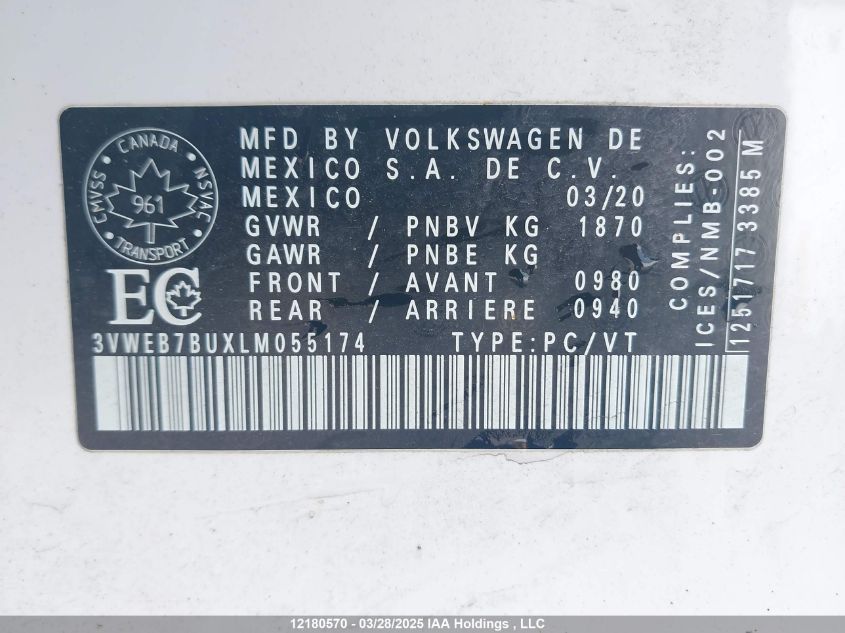 CANADA
CMVSS
NSVAC
961
TRANSPORT
EC
MFD BY VOLKSWAGEN DE
MEXICO S.A. DE C.V.
MEXICO 03/20
GVWR / PNBV KG 1870
GAWR / PNBE KG
FRONT / AVANT 0980
REAR / ARRIERE 0940
3VWEB7BUXLM055174 TYPE:PC/VT
COMPLIES:
ICES/NMB-002
1251717 3385 M
12180570 - 03/28/2025 IAA Holdings , LLC